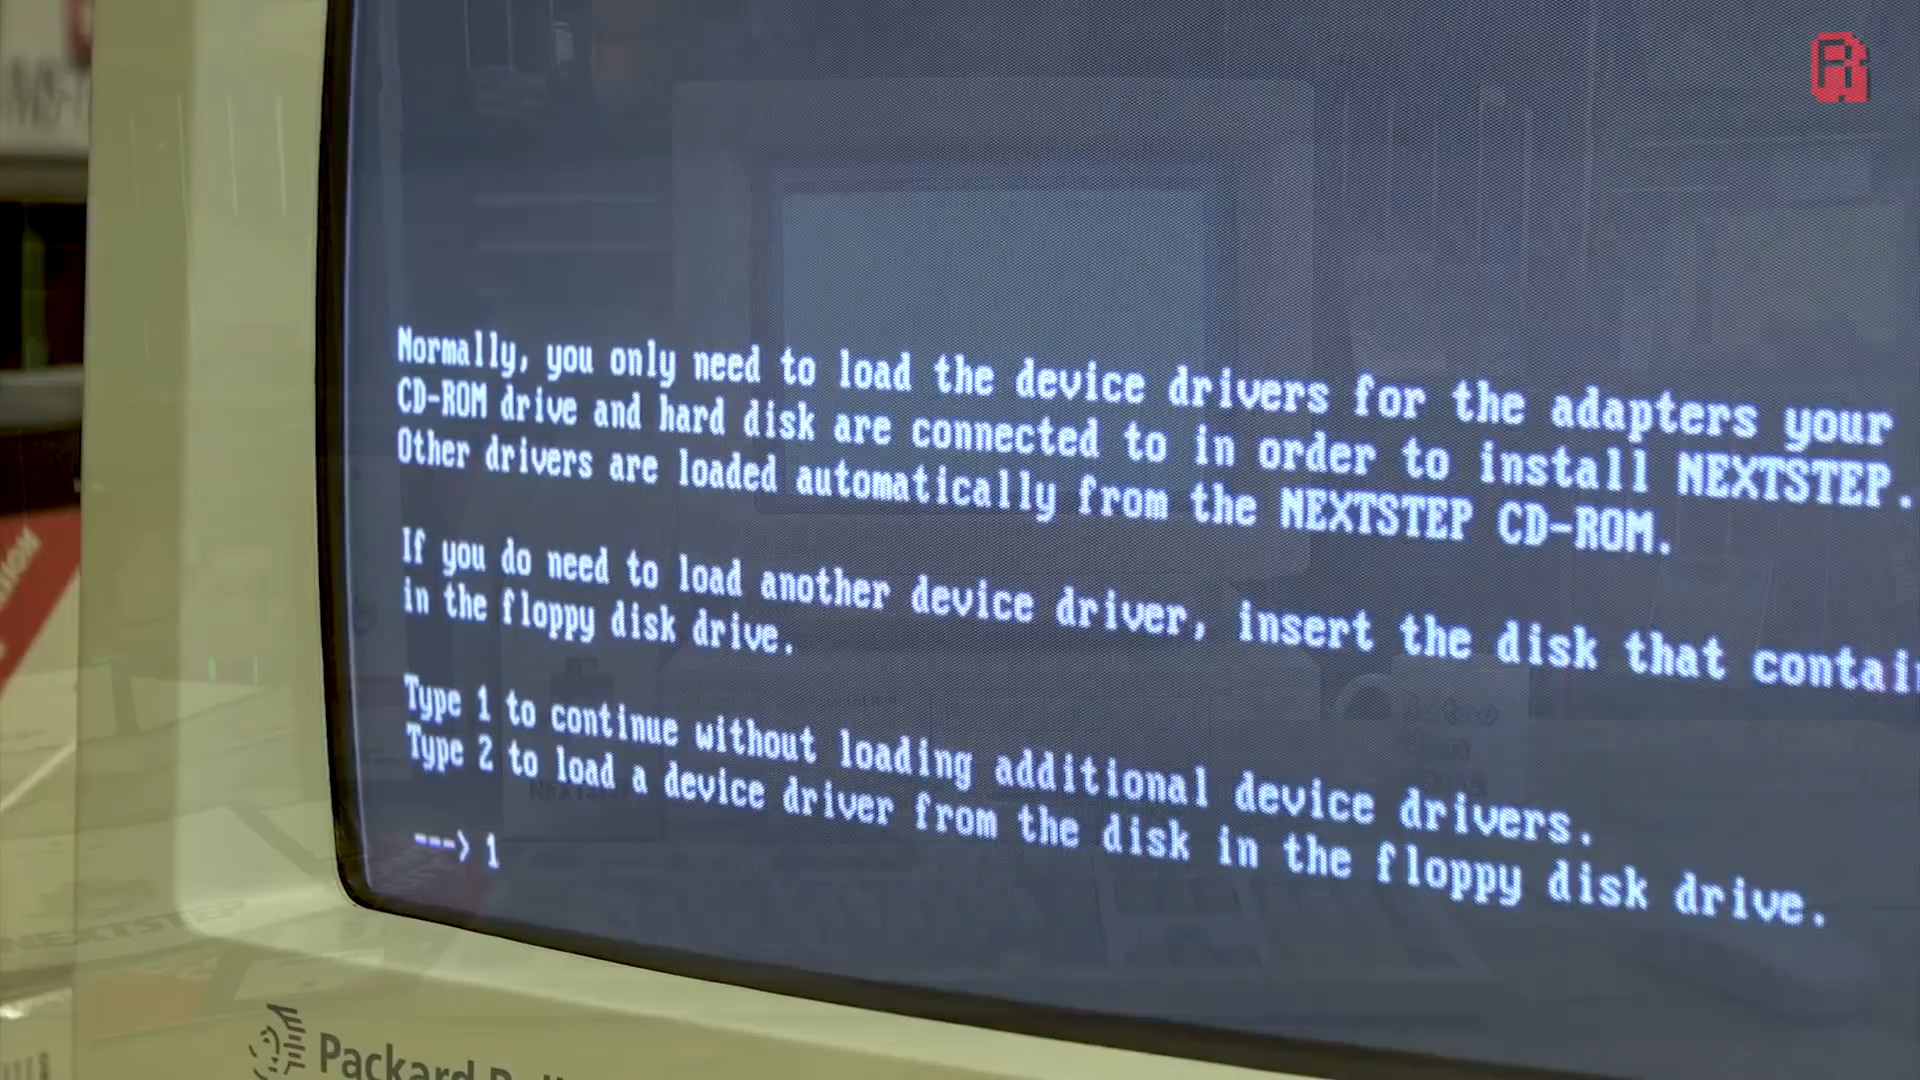 Normally, you only need to load the device drivers for the adapters your
CD-ROM drive and hard disk are connected to in order to install NEXTSTEP.
Other drivers are loaded automatically from the NEXTSTEP CD-ROM.
If you do need to load another device driver, insert the disk that
in the floppy disk drive.
Type 1 to continue without loading additional device drivers.
Type 2 to load a device driver from the disk in the floppy disk drive.
---> 1
NEXTSTEP
Packard